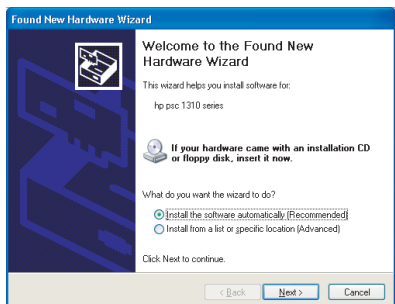 Found New Hardware Wizard
Welcome to the Found New
Hardware Wizard
This wizard helps you install software for:
hp psc 1310 series
If your hardware came with an installation CD
or floppy disk, insert it now.
What do you want the wizard to do?
Install the software automatically (Recommended)
Install from a list or specific location (Advanced)
Click Next to continue.
< Back Next > Cancel